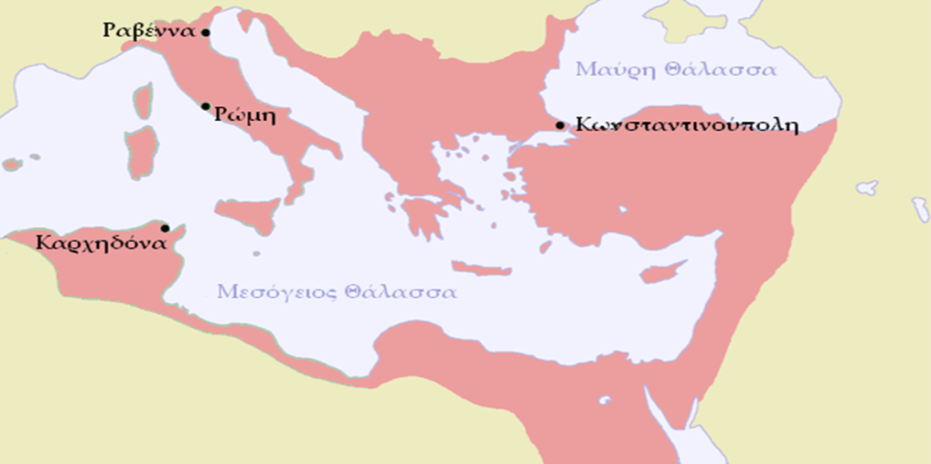 Ραβέννα
Μαύρη Θάλασσα
Ρώμη
Κωνσταντινούπολη
Καρχηδόνα
Μεσόγειος Θάλασσα